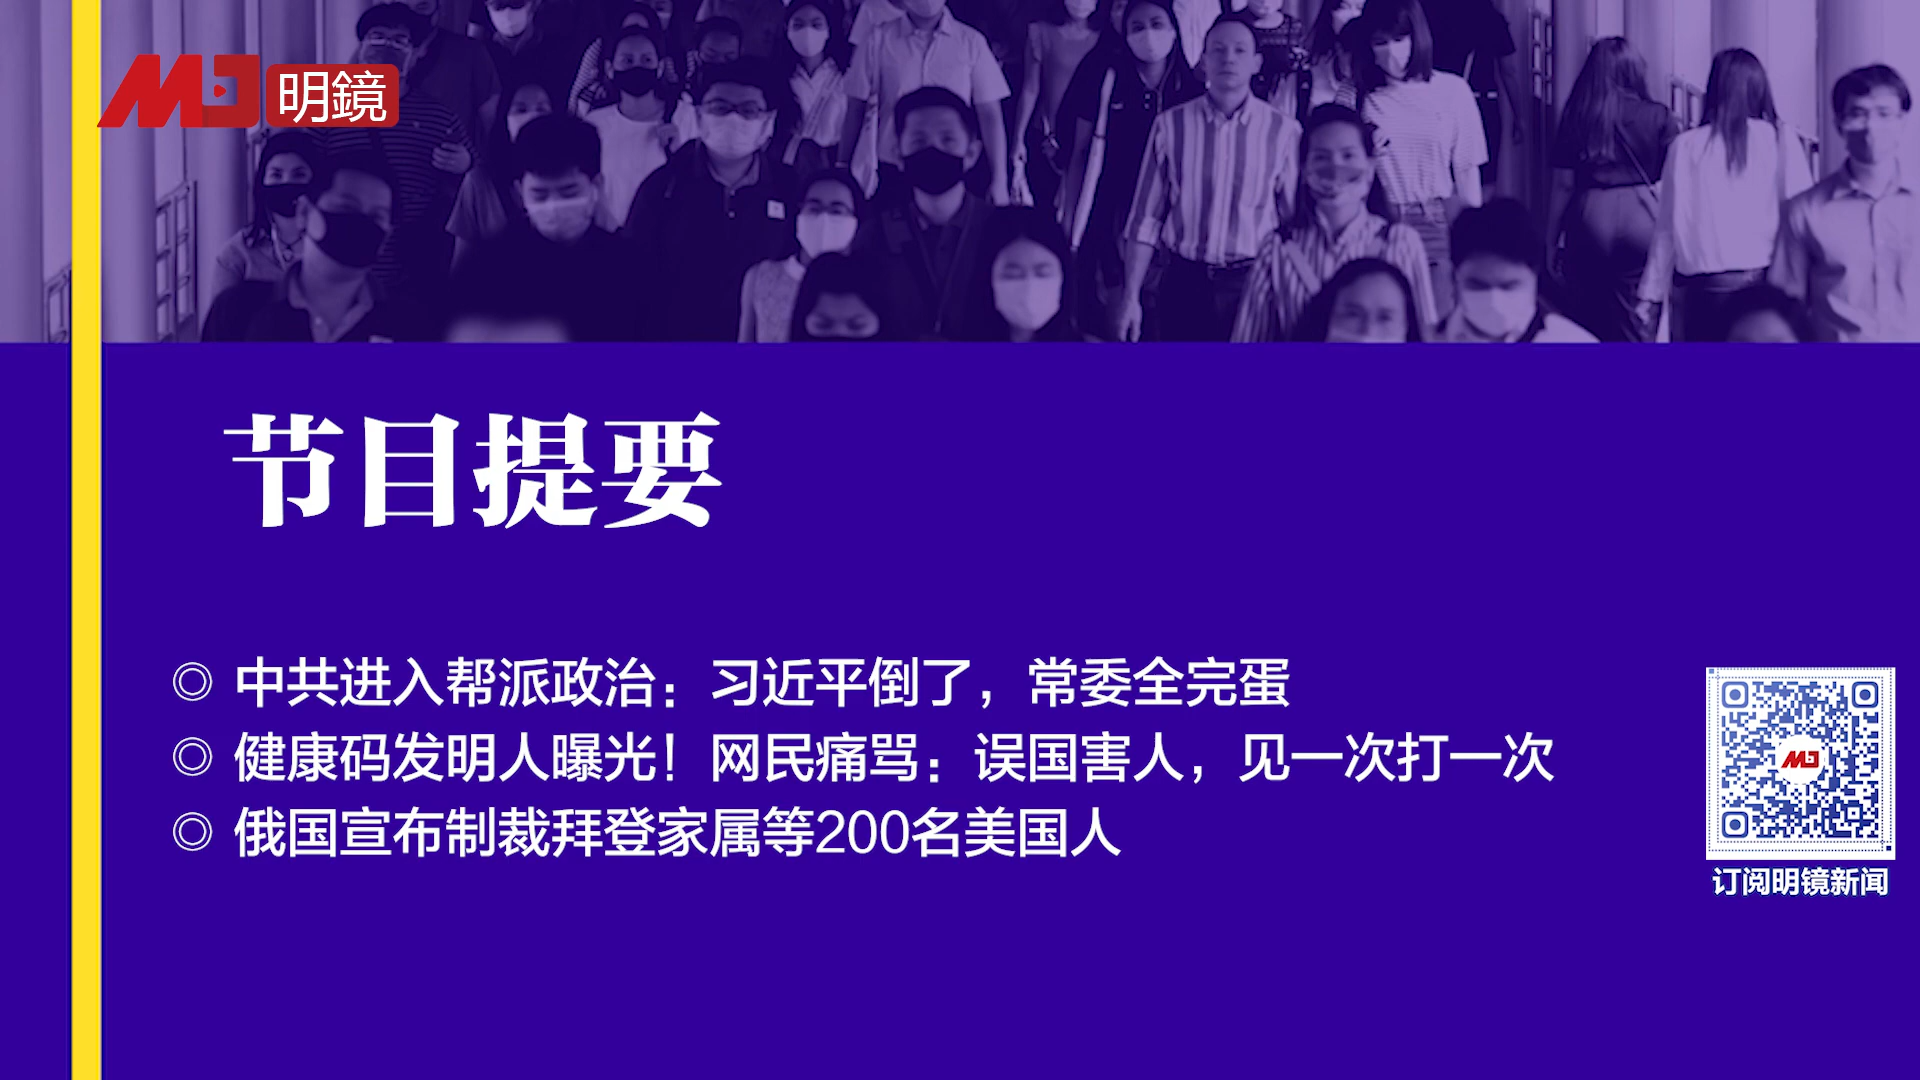 MD 明鏡
节目提要
◎ 中共进入帮派政治：习近平倒了，常委全完蛋
◎ 健康码发明人曝光！网民痛骂：误国害人，见一次打一次
◎ 俄国宣布制裁拜登家属等200名美国人
订阅明镜新闻